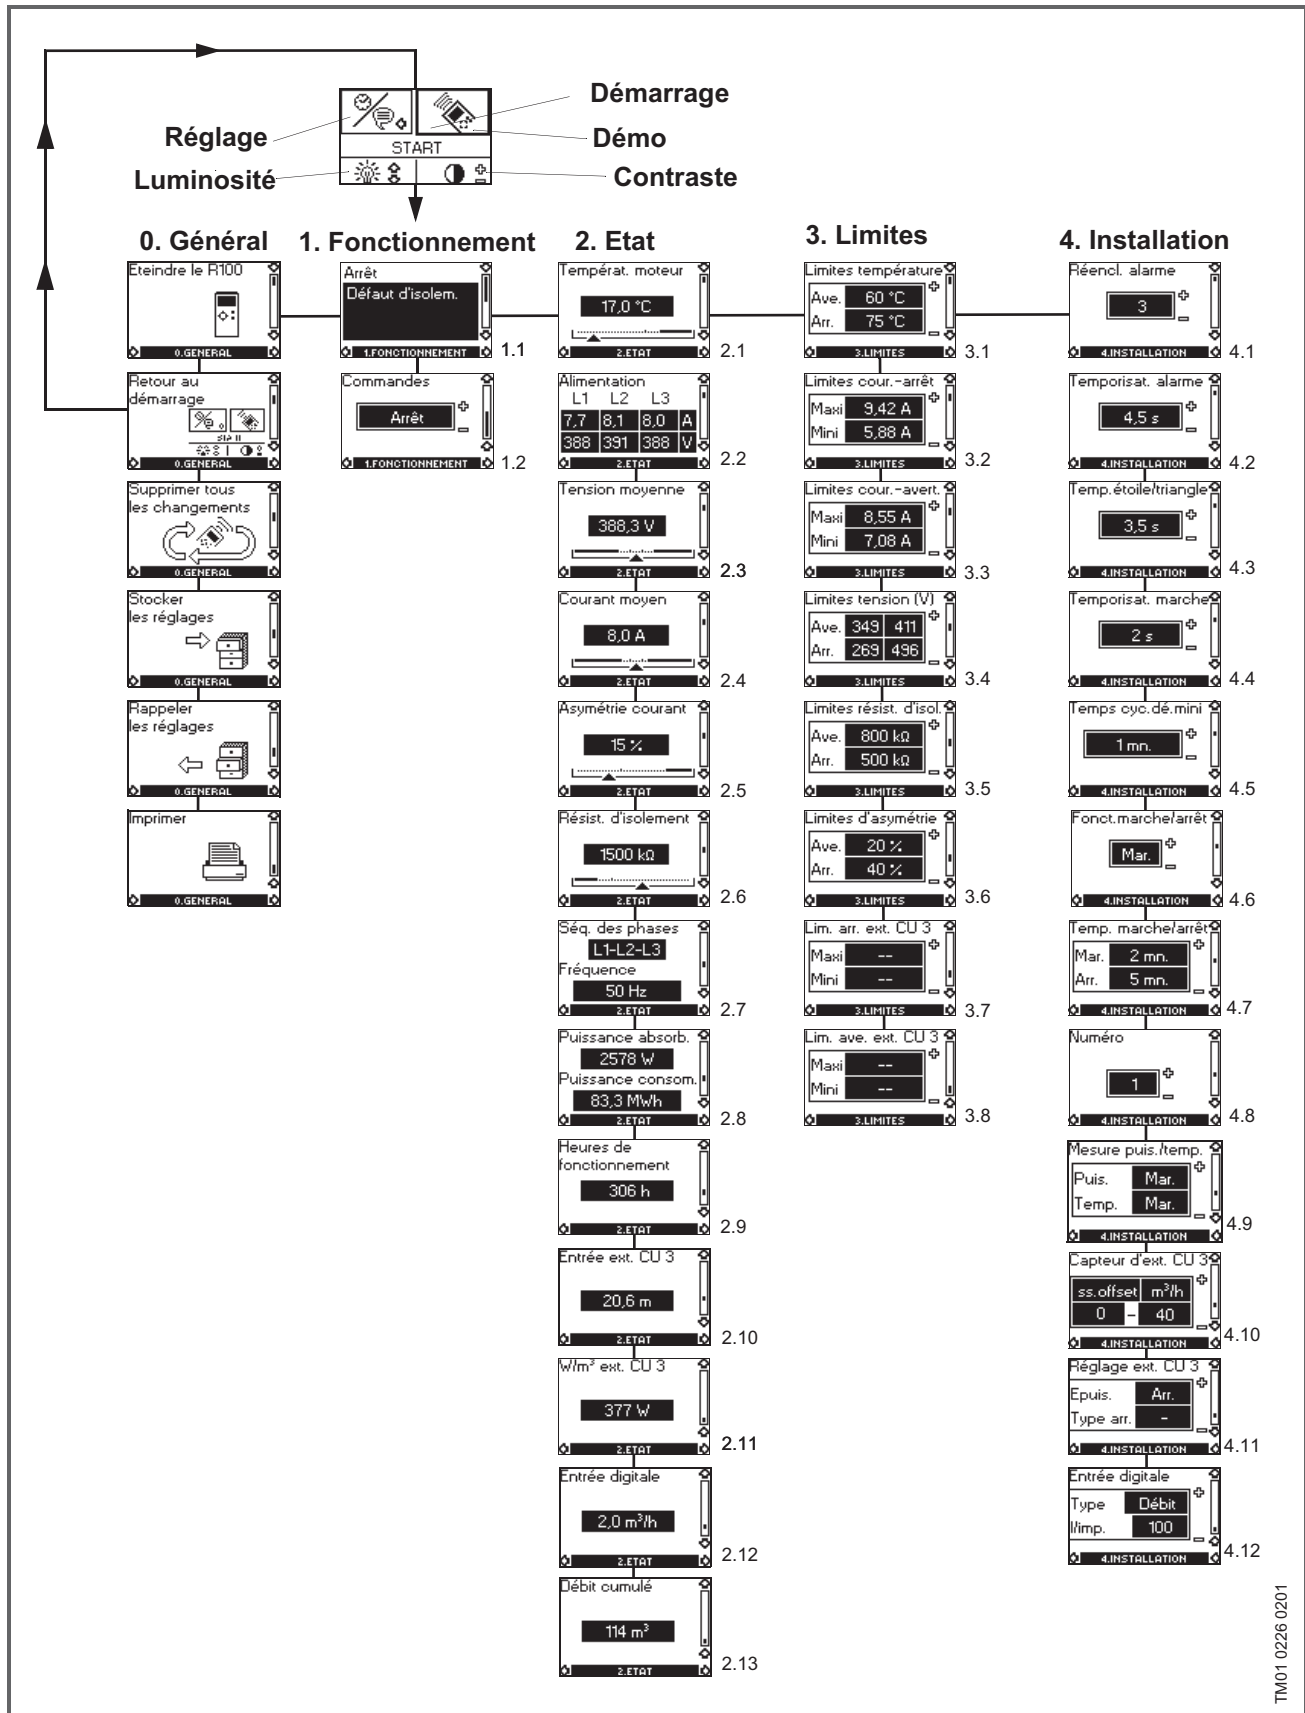 Démarrage
Réglage
Démo
START
Luminosité
Contraste
0. Général
Eteindre le R100
0.GENERAL
Retour au
démarrage
START
0.GENERAL
Supprimer tous
les changements
0.GENERAL
Stocker
les réglages
0.GENERAL
Rappeler
les réglages
0.GENERAL
Imprimer
0.GENERAL
1. Fonctionnement
Arrêt
Défaut d'isolem.
1.FONCTIONNEMENT 1.1
Commandes
Arrêt
1.FONCTIONNEMENT 1.2
2. Etat
Températ. moteur
17,0 °C
2.ETAT 2.1
Alimentation
L1 L2 L3
7,7 8,1 8,0 A
388 391 388 V
2.ETAT 2.2
Tension moyenne
388,3 V
2.ETAT 2.3
Courant moyen
8,0 A
2.ETAT 2.4
Asymétrie courant
15 %
2.ETAT 2.5
Résist. d'isolement
1500 kΩ
2.ETAT 2.6
Séq. des phases
L1-L2-L3
Fréquence
50 Hz
2.ETAT 2.7
Puissance absorb.
2578 W
Puissance consom.
83,3 MWh
2.ETAT 2.8
Heures de
fonctionnement
306 h
2.ETAT 2.9
Entrée ext. CU 3
20,6 m
2.ETAT 2.10
W/m³ ext. CU 3
377 W
2.ETAT 2.11
Entrée digitale
2,0 m³/h
2.ETAT 2.12
Débit cumulé
114 m³
2.ETAT 2.13
3. Limites
Limites température
Ave. 60 °C
Arr. 75 °C
3.LIMITES 3.1
Limites cour.-arrêt
Maxi 9,42 A
Mini 5,88 A
3.LIMITES 3.2
Limites cour.-avert.
Maxi 8,55 A
Mini 7,08 A
3.LIMITES 3.3
Limites tension (V)
Ave. 349 411
Arr. 269 496
3.LIMITES 3.4
Limites résist. d'isol.
Ave. 800 kΩ
Arr. 500 kΩ
3.LIMITES 3.5
Limites d'asymétrie
Ave. 20 %
Arr. 40 %
3.LIMITES 3.6
Lim. arr. ext. CU 3
Maxi --
Mini --
3.LIMITES 3.7
Lim. ave. ext. CU 3
Maxi --
Mini --
3.LIMITES 3.8
4. Installation
Réencl. alarme
3
4.INSTALLATION 4.1
Temporisat. alarme
4,5 s
4.INSTALLATION 4.2
Temp.étoile/triangle
3,5 s
4.INSTALLATION 4.3
Temporisat. marche
2 s
4.INSTALLATION 4.4
Temps cyc.dé.mini
1 mn.
4.INSTALLATION 4.5
Fonct.marche/arrêt
Mar.
4.INSTALLATION 4.6
Temp. marche/arrêt
Mar. 2 mn.
Arr. 5 mn.
4.INSTALLATION 4.7
Numéro
1
4.INSTALLATION 4.8
Mesure puis./temp.
Puis. Mar.
Temp. Mar.
4.INSTALLATION 4.9
Capteur d'ext. CU 3
ss.offset m³/h
0 - 40
4.INSTALLATION 4.10
Réglage ext. CU 3
Epuis. Arr.
Type arr. -
4.INSTALLATION 4.11
Entrée digitale
Type Débit
l/imp. 100
4.INSTALLATION 4.12
TM01 0226 0201